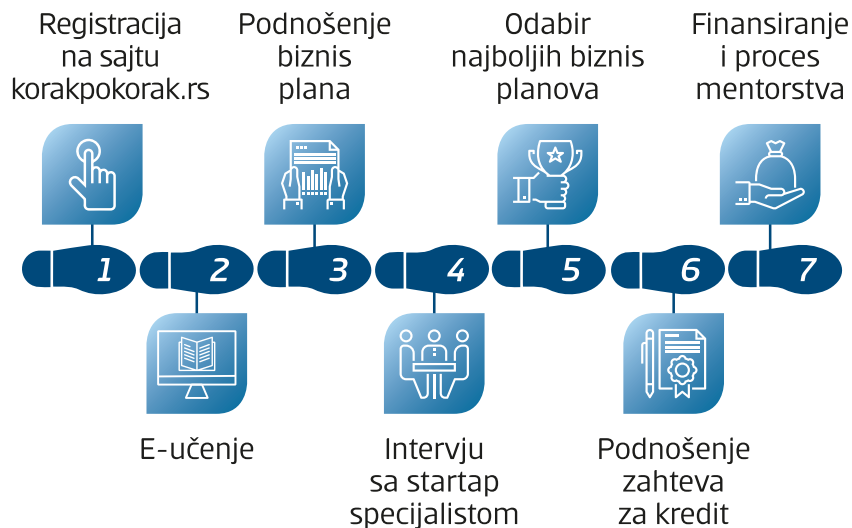 Registracija
na sajtu
korakpokorak.rs
Podnošenje
biznis
plana
Odabir
najboljih biznis
planova
Finansiranje
i proces
mentorstva
1
2
3
4
5
6
7
E-učenje
Intervju
sa startap
specijalistom
Podnošenje
zahteva
za kredit